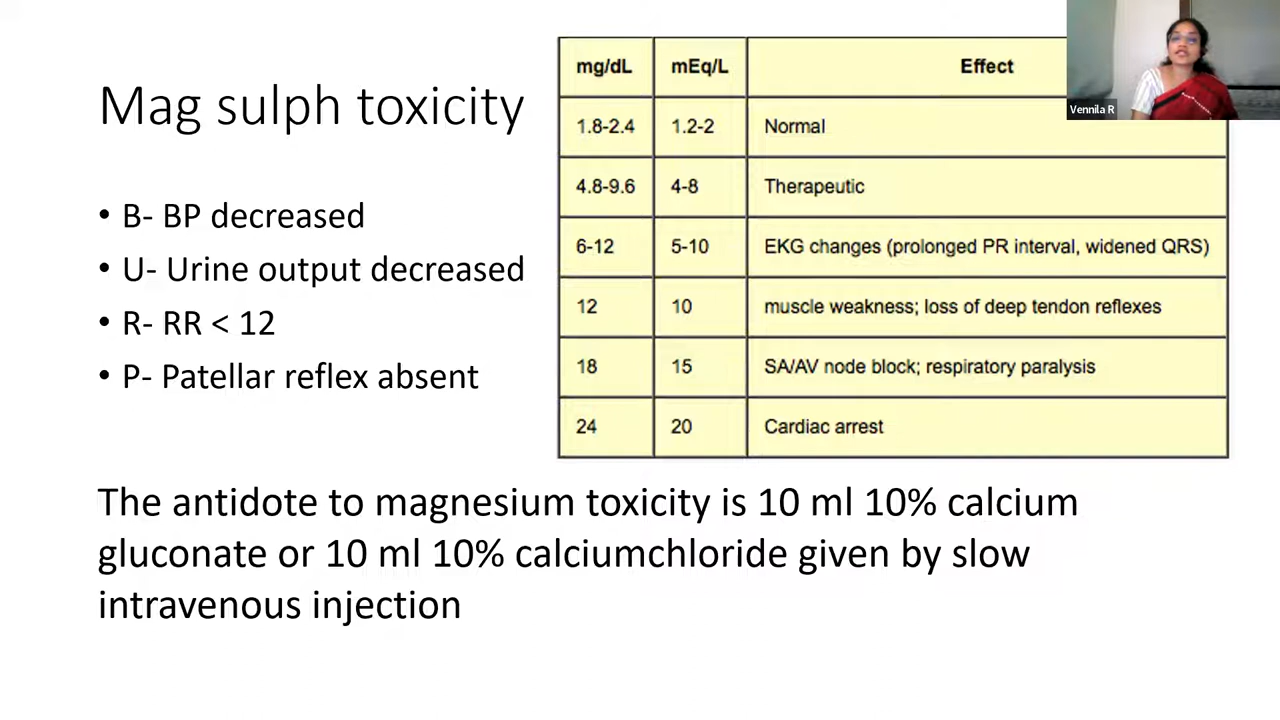 Mag sulph toxicity
• B- BP decreased
• U- Urine output decreased
• R- RR < 12
• P- Patellar reflex absent
mg/dL mEq/L Effect
1.8-2.4 1.2-2 Normal
4.8-9.6 4-8 Therapeutic
6-12 5-10 EKG changes (prolonged PR interval, widened QRS)
12 10 muscle weakness; loss of deep tendon reflexes
18 15 SA/AV node block; respiratory paralysis
24 20 Cardiac arrest
Vennila R
The antidote to magnesium toxicity is 10 ml 10% calcium
gluconate or 10 ml 10% calciumchloride given by slow
intravenous injection